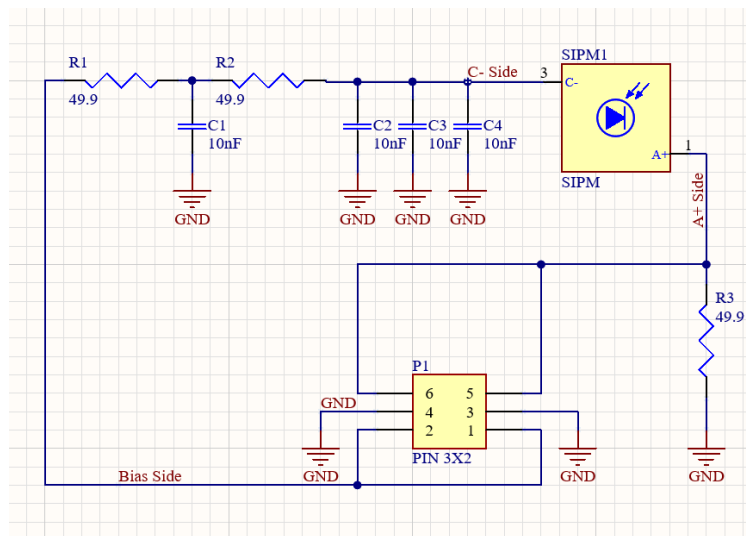 R1
49.9
R2
49.9
C1
10nF
GND
C2
10nF
GND
C3
10nF
GND
C4
10nF
GND
C- Side
3
SIPM1
C-
A+
SIPM
1
A+ Side
R3
49.9
GND
P1
6 5
4 3
2 1
PIN 3X2
GND
GND
GND
Bias Side